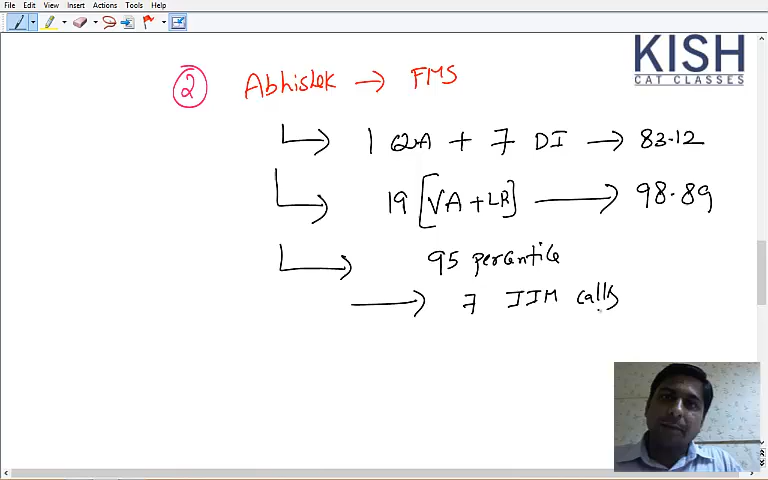 File Edit View Insert Actions Tools Help
KISH
CAT CLASSES
2 Abhishek → FMS
1 QA + 7 DI → 83.12
19 [VA + LR] → 98.89
95 percentile
→ 7 IIM calls